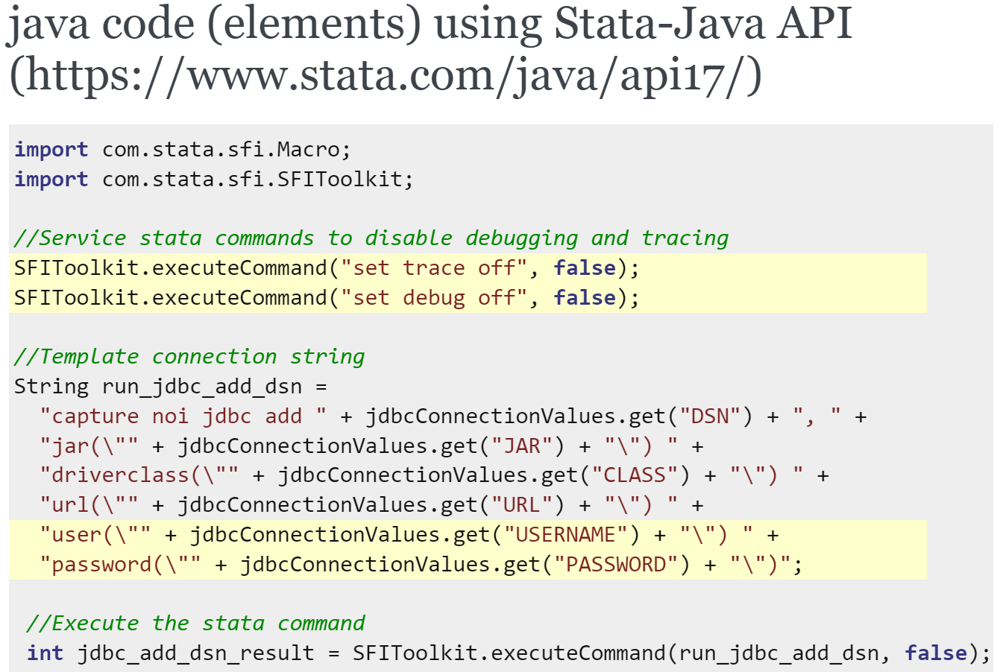 java code (elements) using Stata-Java API
(https://www.stata.com/java/api17/)
import com.stata.sfi.Macro;
import com.stata.sfi.SFIToolkit;
//Service stata commands to disable debugging and tracing
SFIToolkit.executeCommand("set trace off", false);
SFIToolkit.executeCommand("set debug off", false);
//Template connection string
String run_jdbc_add_dsn =
"capture noi jdbc add " + jdbcConnectionValues.get("DSN") + ", " +
"jar(\"" + jdbcConnectionValues.get("JAR") + "\") " +
"driverclass(\"" + jdbcConnectionValues.get("CLASS") + "\") " +
"url(\"" + jdbcConnectionValues.get("URL") + "\") " +
"user(\"" + jdbcConnectionValues.get("USERNAME") + "\") " +
"password(\"" + jdbcConnectionValues.get("PASSWORD") + "\")";
//Execute the stata command
int jdbc_add_dsn_result = SFIToolkit.executeCommand(run_jdbc_add_dsn, false);